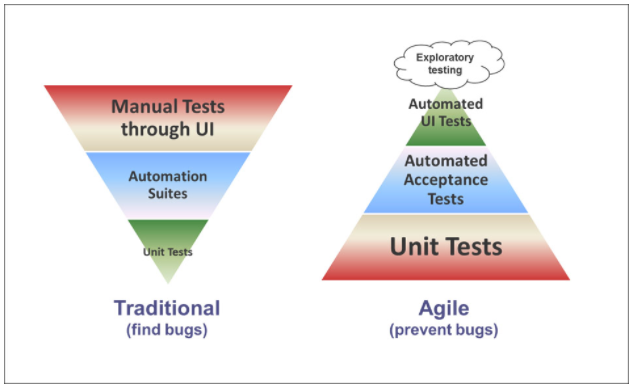 Manual Tests
through UI
Automation
Suites
Unit Tests
Traditional
(find bugs)
Exploratory
testing
Automated
UI Tests
Automated
Acceptance
Tests
Unit Tests
Agile
(prevent bugs)